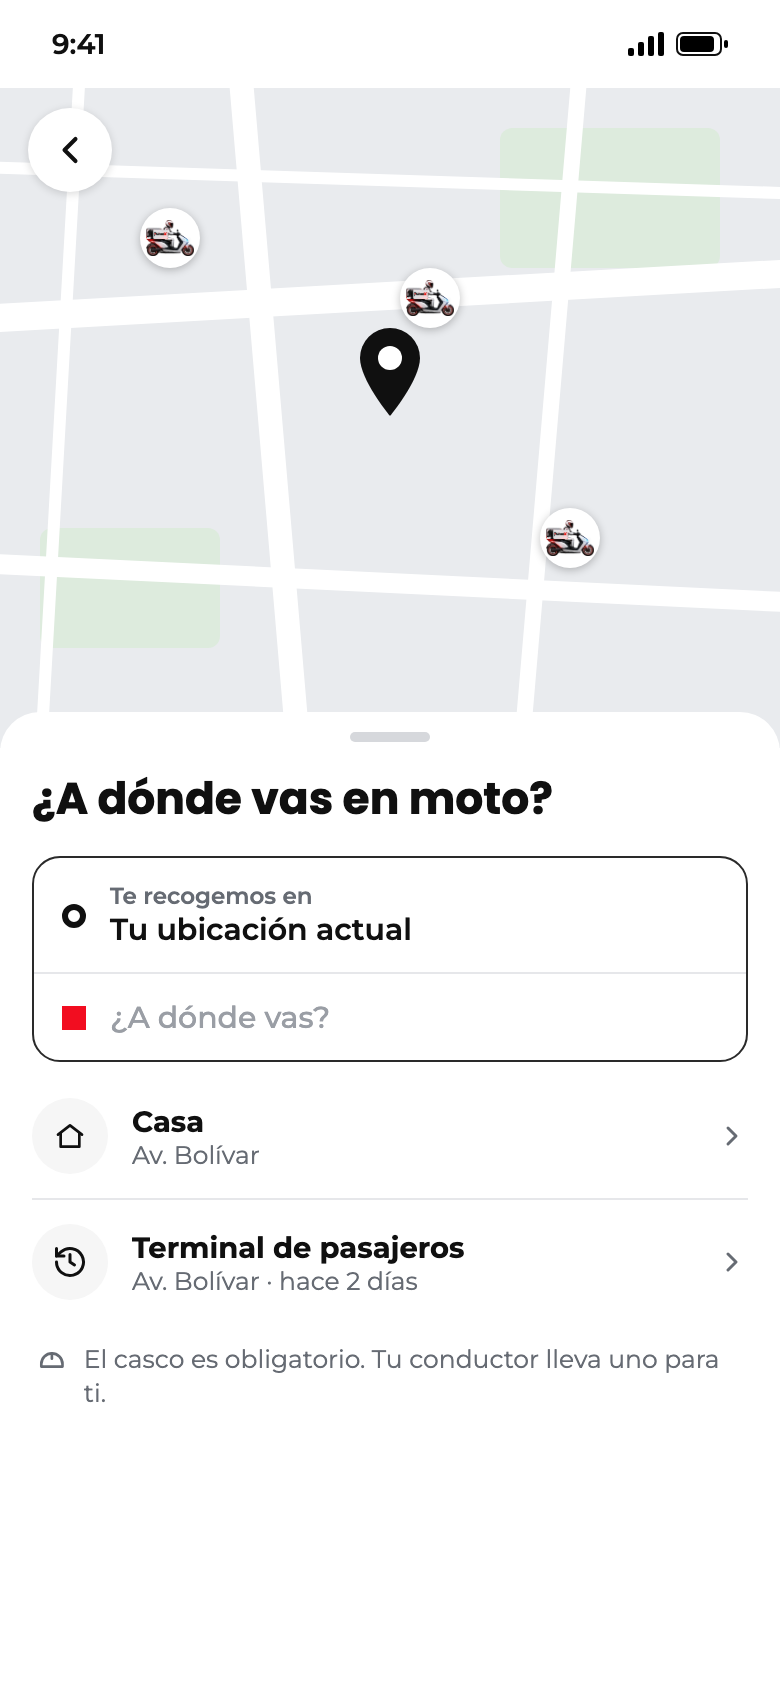 9:41
¿A dónde vas en moto?
Te recogemos en
Tu ubicación actual
¿A dónde vas?
Casa
Av. Bolívar
Terminal de pasajeros
Av. Bolívar · hace 2 días
El casco es obligatorio. Tu conductor lleva uno para
ti.